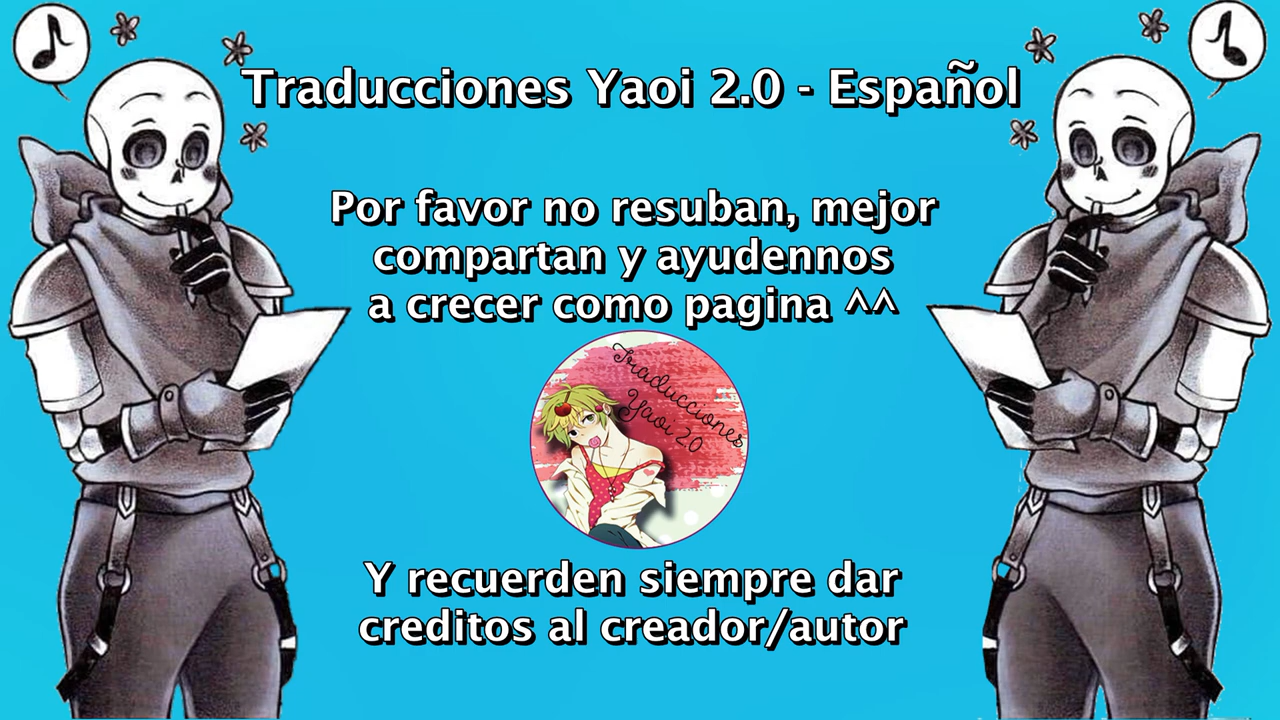 Traducciones Yaoi 2.0 - Español
Por favor no resuban, mejor
compartan y ayudennos
a crecer como pagina ^^
Traducciones
Yaoi 2.0
Y recuerden siempre dar
creditos al creador/autor